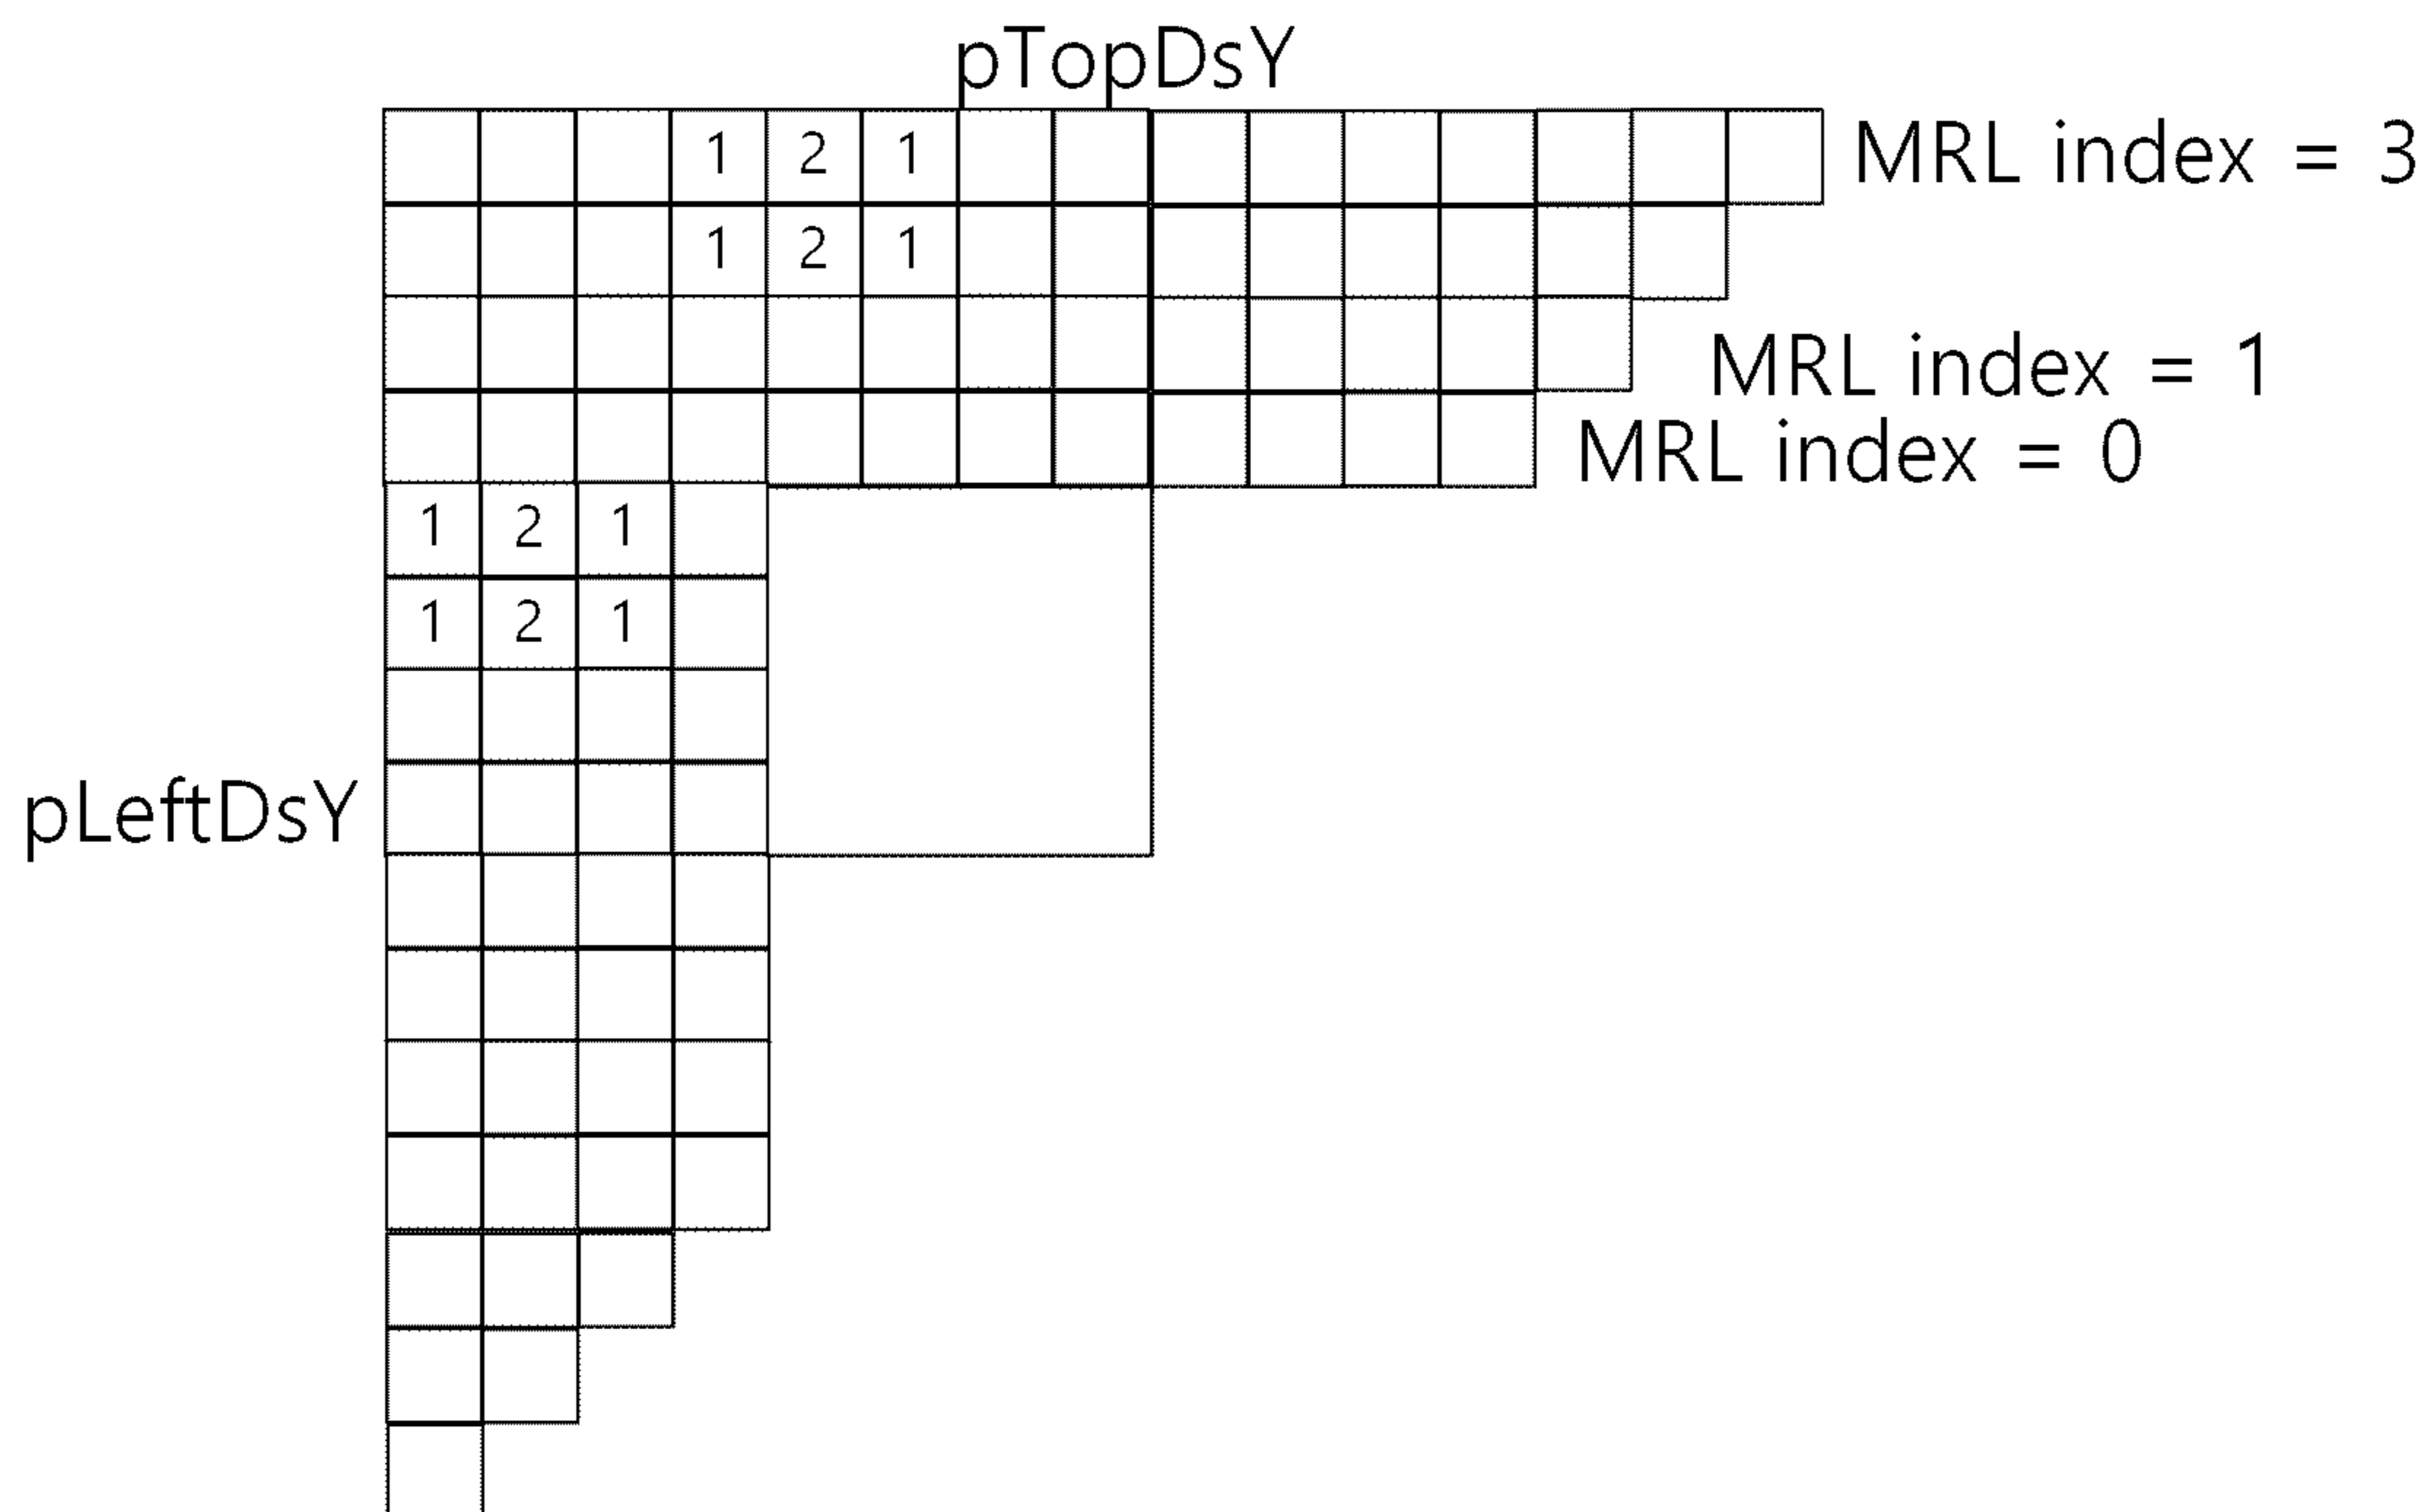 pTopDsY
1 2 1 MRL index = 3
1 2 1
MRL index = 1
MRL index = 0
1 2 1
1 2 1
pLeftDsY